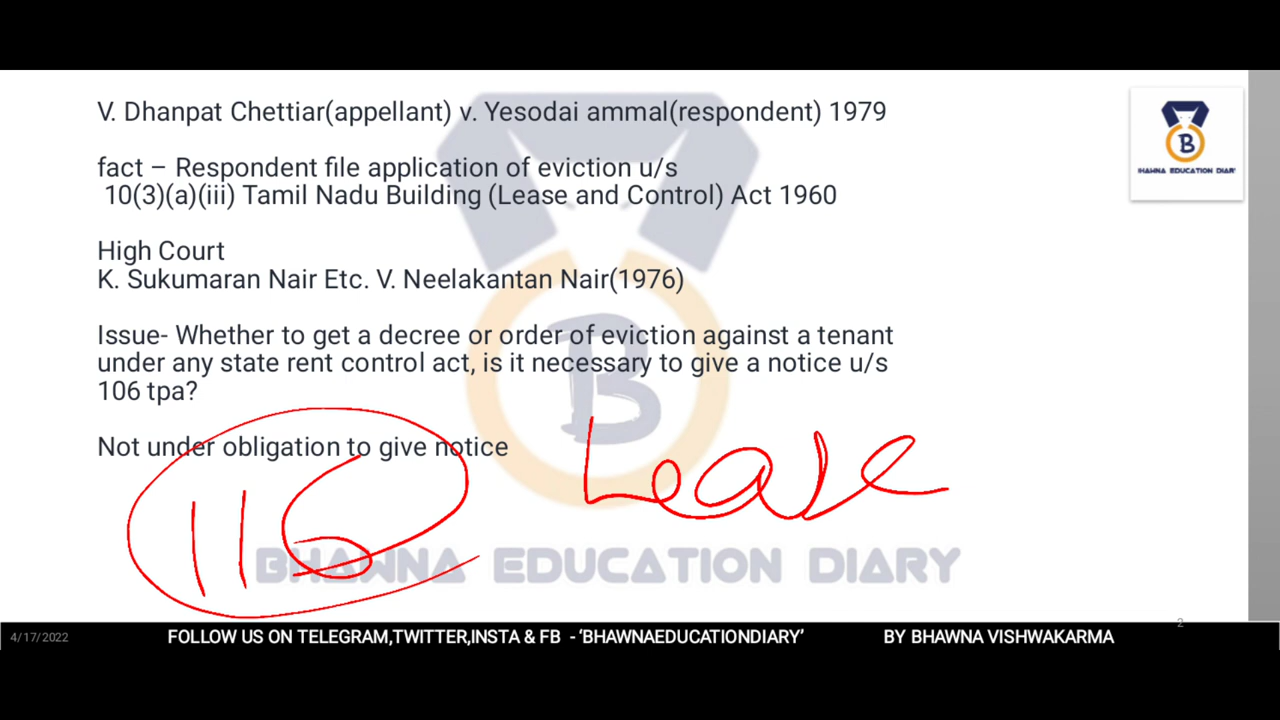 V. Dhanpat Chettiar(appellant) v. Yesodai ammal(respondent) 1979
fact – Respondent file application of eviction u/s
10(3)(a)(iii) Tamil Nadu Building (Lease and Control) Act 1960
High Court
K. Sukumaran Nair Etc. V. Neelakantan Nair(1976)
Issue- Whether to get a decree or order of eviction against a tenant
under any state rent control act, is it necessary to give a notice u/s
106 tpa?
Not under obligation to give notice
116 Lease
B
BHAWNA EDUCATION DIARY
B
BHAWNA EDUCATION DIARY
2
4/17/2022 FOLLOW US ON TELEGRAM,TWITTER,INSTA & FB - ‘BHAWNAEDUCATIONDIARY’ BY BHAWNA VISHWAKARMA